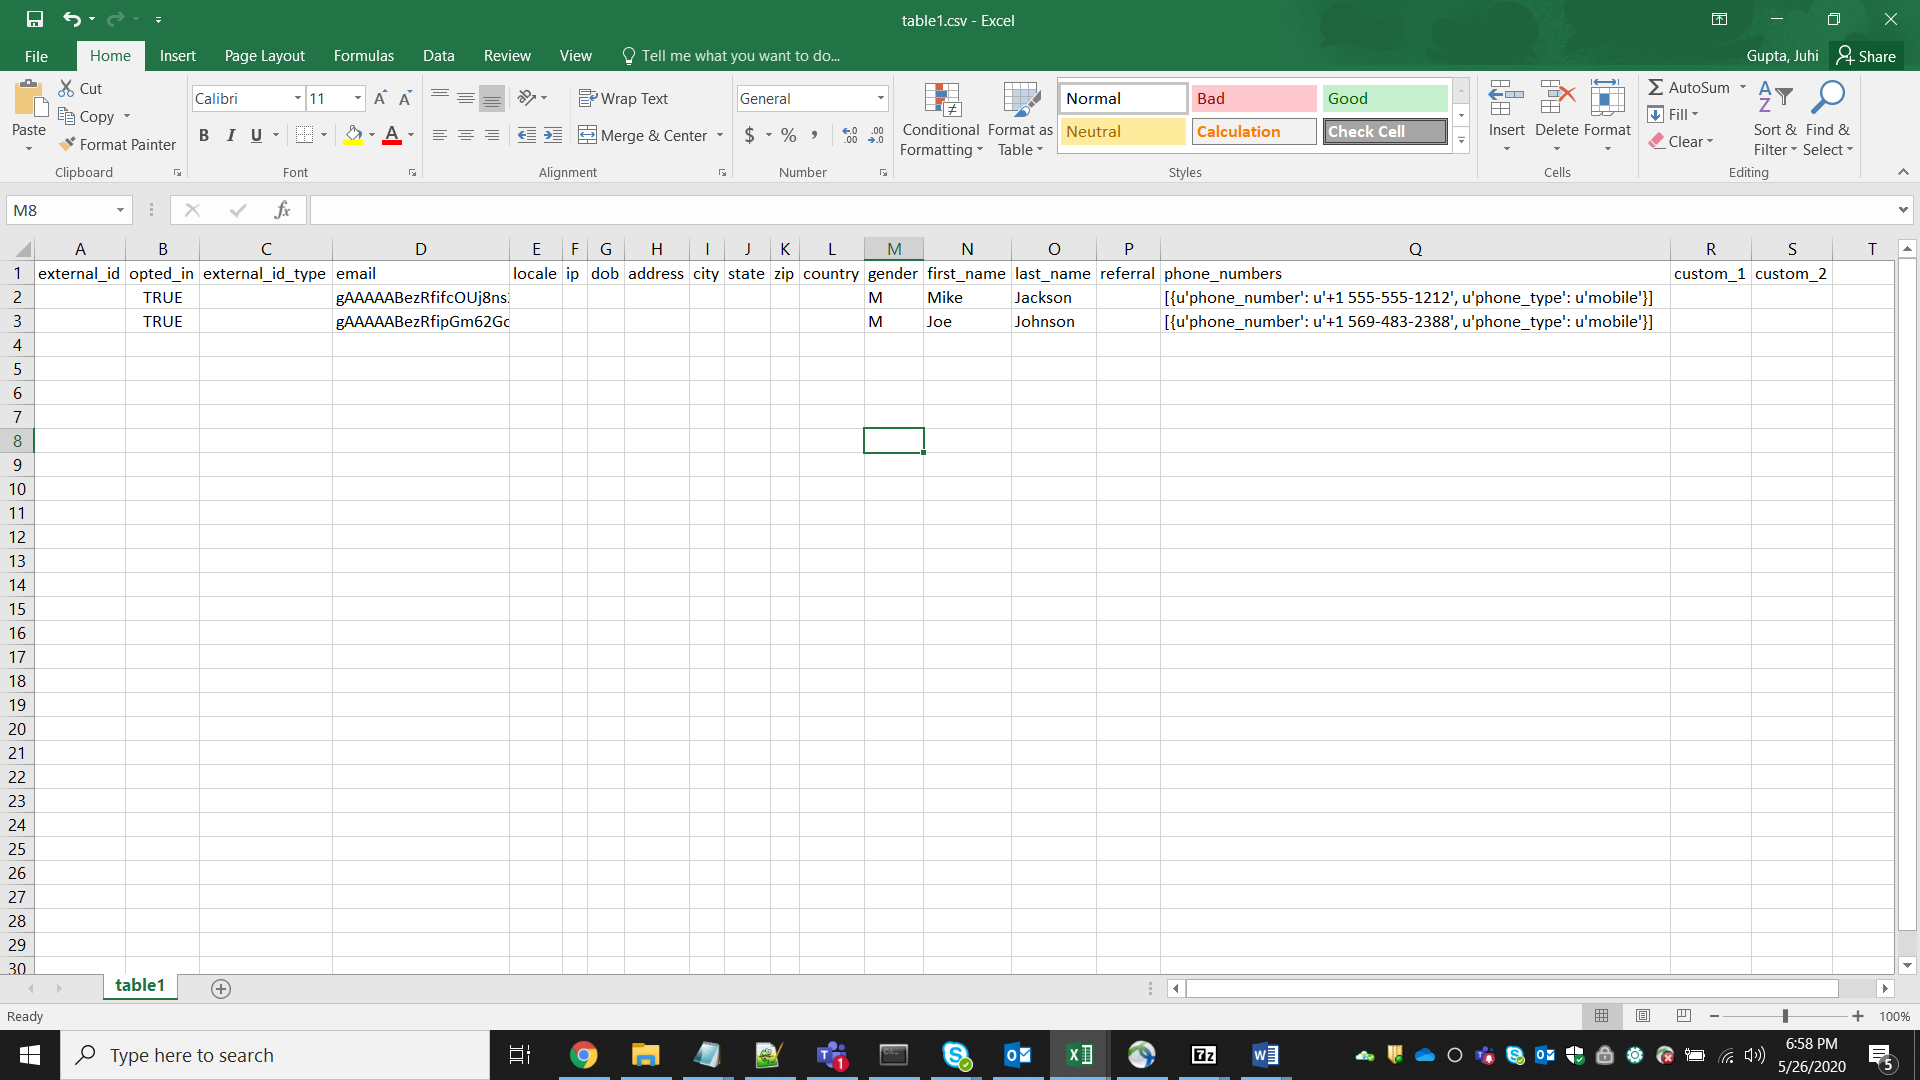 table1.csv - Excel
File Home Insert Page Layout Formulas Data Review View Tell me what you want to do... Gupta, Juhi Share
Paste Cut Copy Format Painter Clipboard
Calibri 11 B I U A A A Font
Wrap Text Merge & Center Alignment
General $ % , .00 Number
Conditional Formatting Format as Table
Normal Bad Good
Neutral Calculation Check Cell
Styles
Insert Delete Format Cells
AutoSum Fill Clear Sort & Filter Find & Select Editing
M8 fx
A B C D E F G H I J K L M N O P Q R S T
1 external_id opted_in external_id_type email locale ip dob address city state zip country gender first_name last_name referral phone_numbers custom_1 custom_2
2 TRUE gAAAAABezRfifcOUj8ns M Mike Jackson [{u'phone_number': u'+1 555-555-1212', u'phone_type': u'mobile'}]
3 TRUE gAAAAABezRfipGm62Gc M Joe Johnson [{u'phone_number': u'+1 569-483-2388', u'phone_type': u'mobile'}]
4
5
6
7
8
9
10
11
12
13
14
15
16
17
18
19
20
21
22
23
24
25
26
27
28
29
30
table1
Ready 100%
Type here to search
6:58 PM
5/26/2020
5